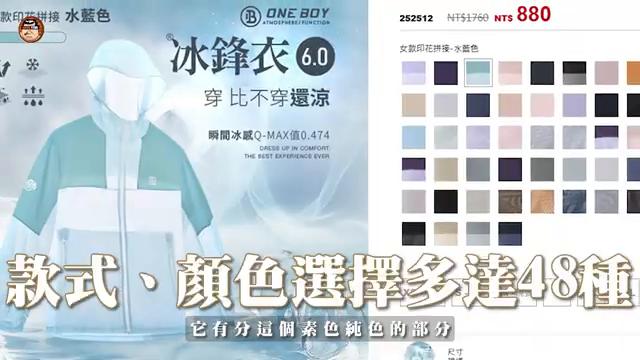 女款印花拼接 水藍色
ONE BOY
ATMOSPHERE/FUNCTION
冰鋒衣 6.0
穿 比不穿還涼
瞬間冰感Q-MAX值0.474
DRESS UP IN COMFORT,
THE BEST EXPERIENCE EVER
252512 NT$1760 NT$ 880
女款印花拼接-水藍色
款式、顏色選擇多達48種
它有分這個素色純色的部分
尺寸